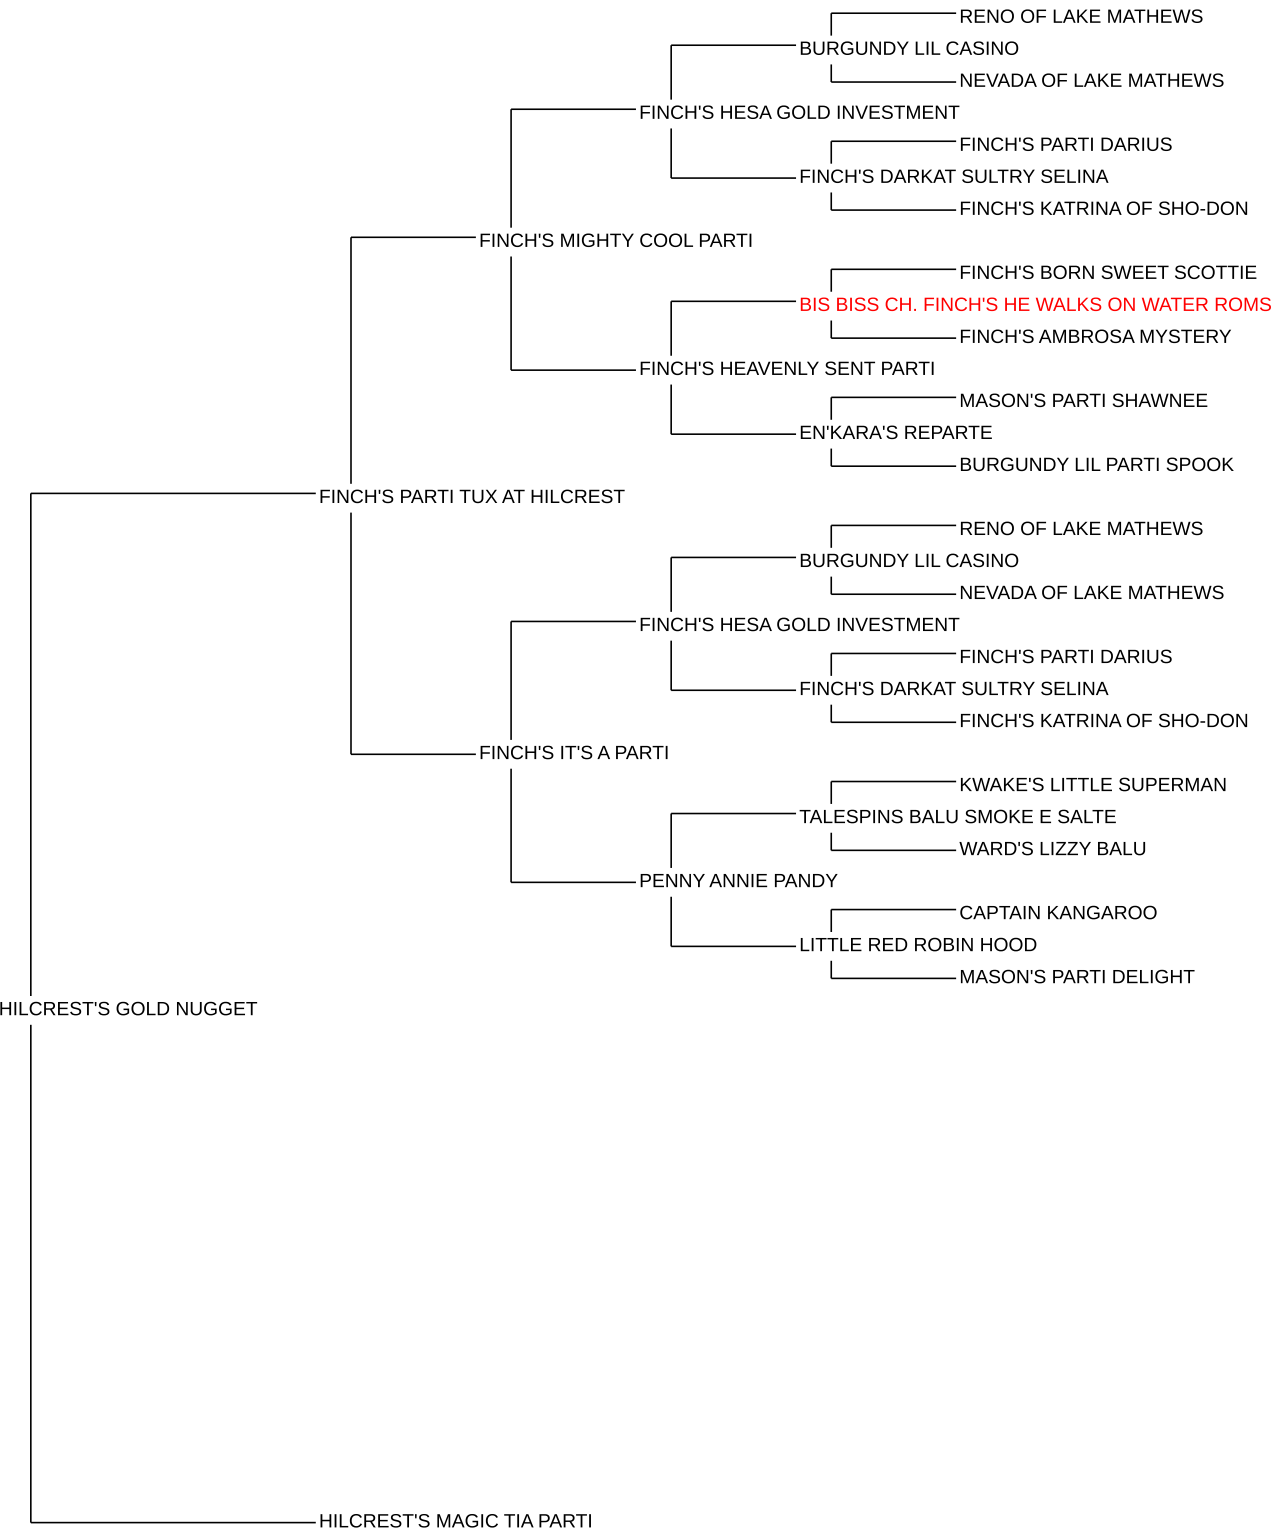 RENO OF LAKE MATHEWS
BURGUNDY LIL CASINO
NEVADA OF LAKE MATHEWS
FINCH'S HESA GOLD INVESTMENT
FINCH'S PARTI DARIUS
FINCH'S DARKAT SULTRY SELINA
FINCH'S KATRINA OF SHO-DON
FINCH'S MIGHTY COOL PARTI
FINCH'S BORN SWEET SCOTTIE
BIS BISS CH. FINCH'S HE WALKS ON WATER ROMS
FINCH'S AMBROSA MYSTERY
FINCH'S HEAVENLY SENT PARTI
MASON'S PARTI SHAWNEE
EN'KARA'S REPARTE
BURGUNDY LIL PARTI SPOOK
FINCH'S PARTI TUX AT HILCREST
RENO OF LAKE MATHEWS
BURGUNDY LIL CASINO
NEVADA OF LAKE MATHEWS
FINCH'S HESA GOLD INVESTMENT
FINCH'S PARTI DARIUS
FINCH'S DARKAT SULTRY SELINA
FINCH'S KATRINA OF SHO-DON
FINCH'S IT'S A PARTI
KWAKE'S LITTLE SUPERMAN
TALESPINS BALU SMOKE E SALTE
WARD'S LIZZY BALU
PENNY ANNIE PANDY
CAPTAIN KANGAROO
LITTLE RED ROBIN HOOD
MASON'S PARTI DELIGHT
HILCREST'S GOLD NUGGET
HILCREST'S MAGIC TIA PARTI